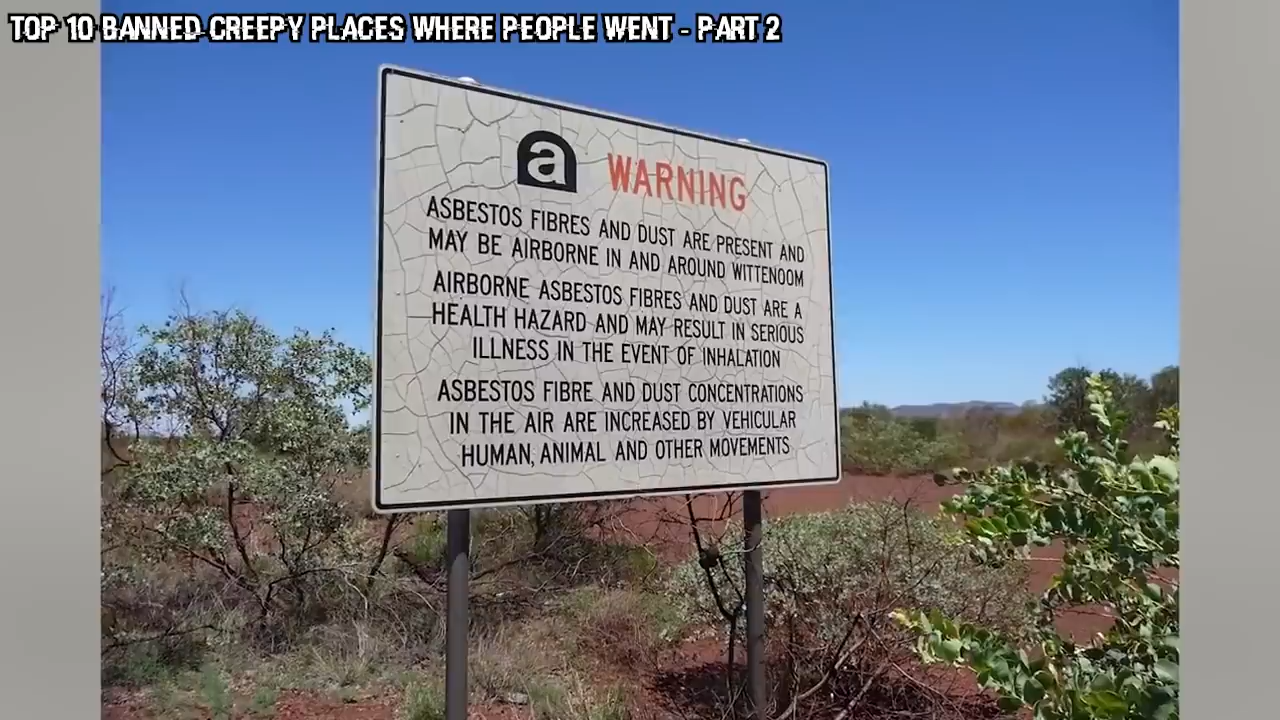 TOP 10 BANNED CREEPY PLACES WHERE PEOPLE WENT - PART 2
a WARNING
ASBESTOS FIBRES AND DUST ARE PRESENT AND
MAY BE AIRBORNE IN AND AROUND WITTENOOM
AIRBORNE ASBESTOS FIBRES AND DUST ARE A
HEALTH HAZARD AND MAY RESULT IN SERIOUS
ILLNESS IN THE EVENT OF INHALATION
ASBESTOS FIBRE AND DUST CONCENTRATIONS
IN THE AIR ARE INCREASED BY VEHICULAR
HUMAN, ANIMAL AND OTHER MOVEMENTS